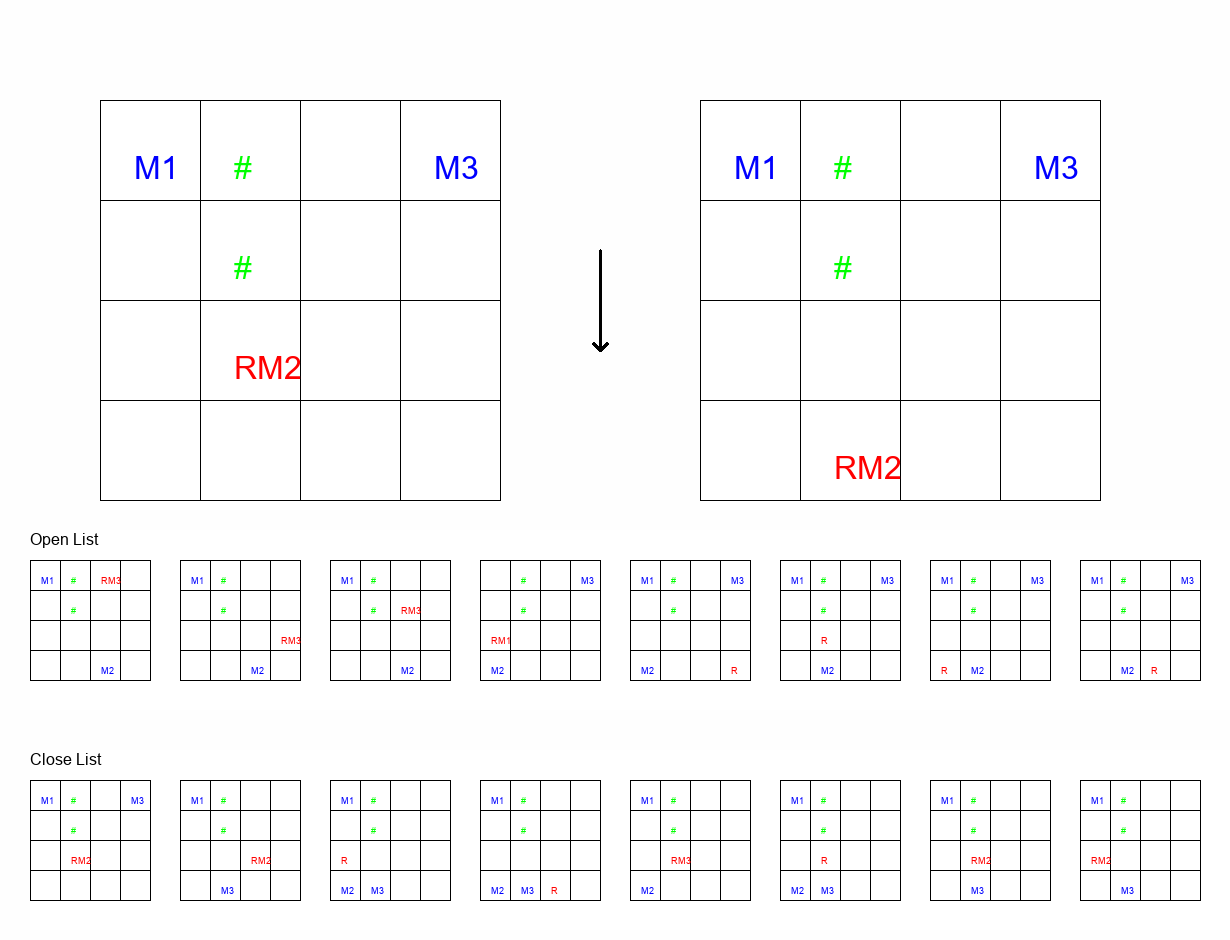 M1 # M3 M1 # M3
# #
RM2
RM2
Open List
M1 # RM3 M1 # M1 # # M3 M1 # M3 M1 # M3 M1 # M3 M1 # M3
# # # RM3 # # # # #
RM3 RM1 R
M2 M2 M2 M2 M2 R M2 R M2 M2 R
Close List
M1 # M3 M1 # M1 # M1 # M1 # M1 # M1 # M1 #
# # # # # # # #
RM2 RM2 R RM3 R RM2 RM2
M3 M2 M3 M2 M3 R M2 M2 M3 M3 M3